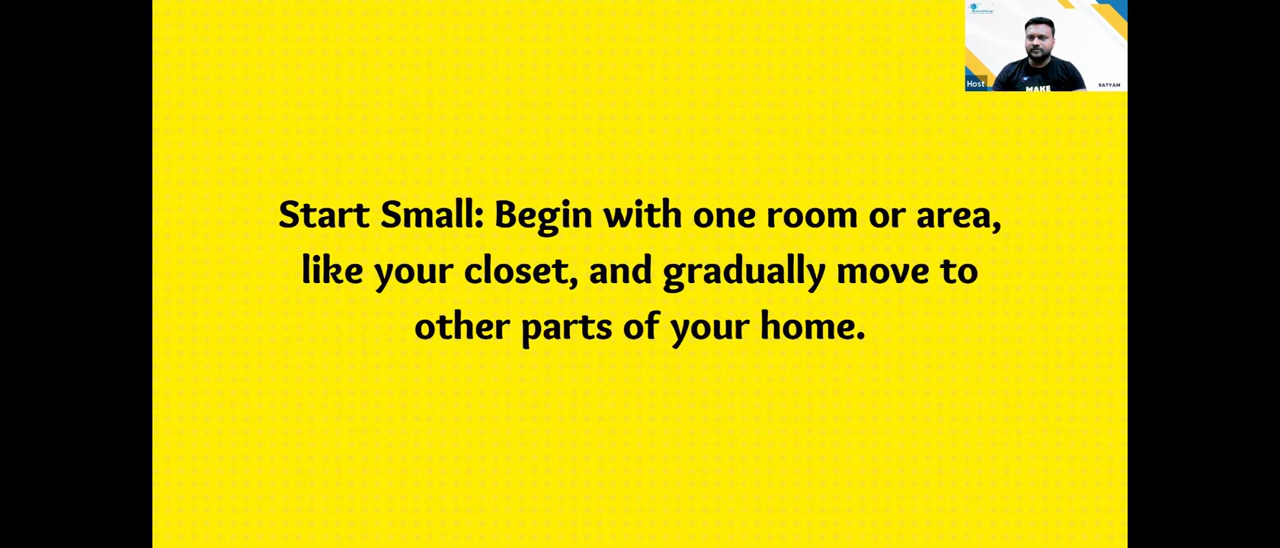 Host
MAKE
SATYAM
Start Small: Begin with one room or area,
like your closet, and gradually move to
other parts of your home.